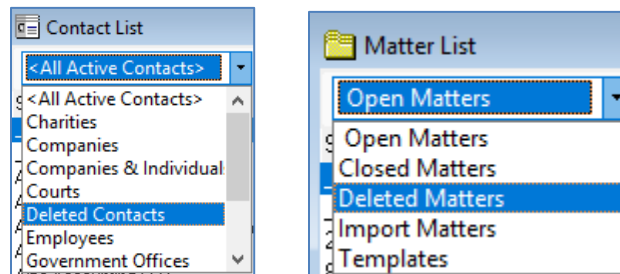 Contact List
<All Active Contacts>
<All Active Contacts>
Charities
Companies
Companies & Individual
Courts
Deleted Contacts
Employees
Government Offices
Matter List
Open Matters
Open Matters
Closed Matters
Deleted Matters
Import Matters
Templates